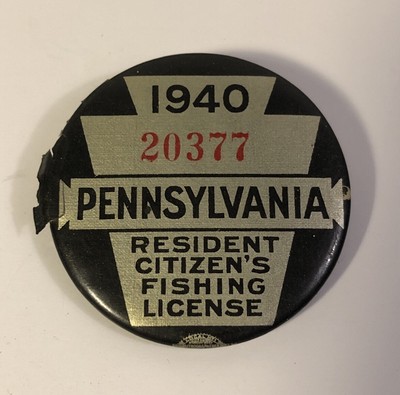 1940
20377
PENNSYLVANIA
RESIDENT
CITIZEN'S
FISHING
LICENSE